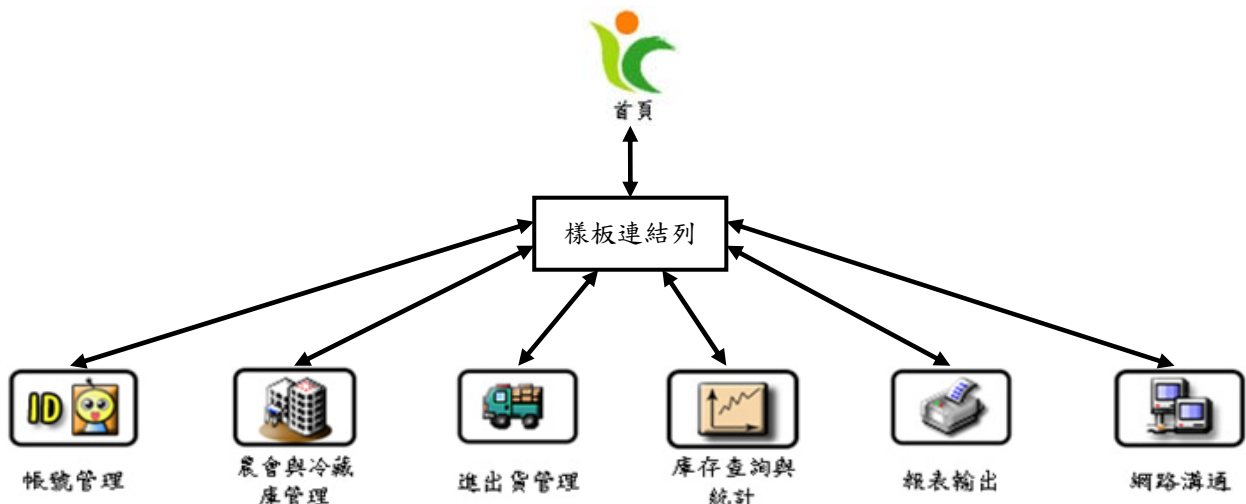 首頁
樣板連結列
ID
帳號管理
農會與冷藏
庫管理
進出貨管理
庫存查詢與
統計
報表輸出
網路溝通